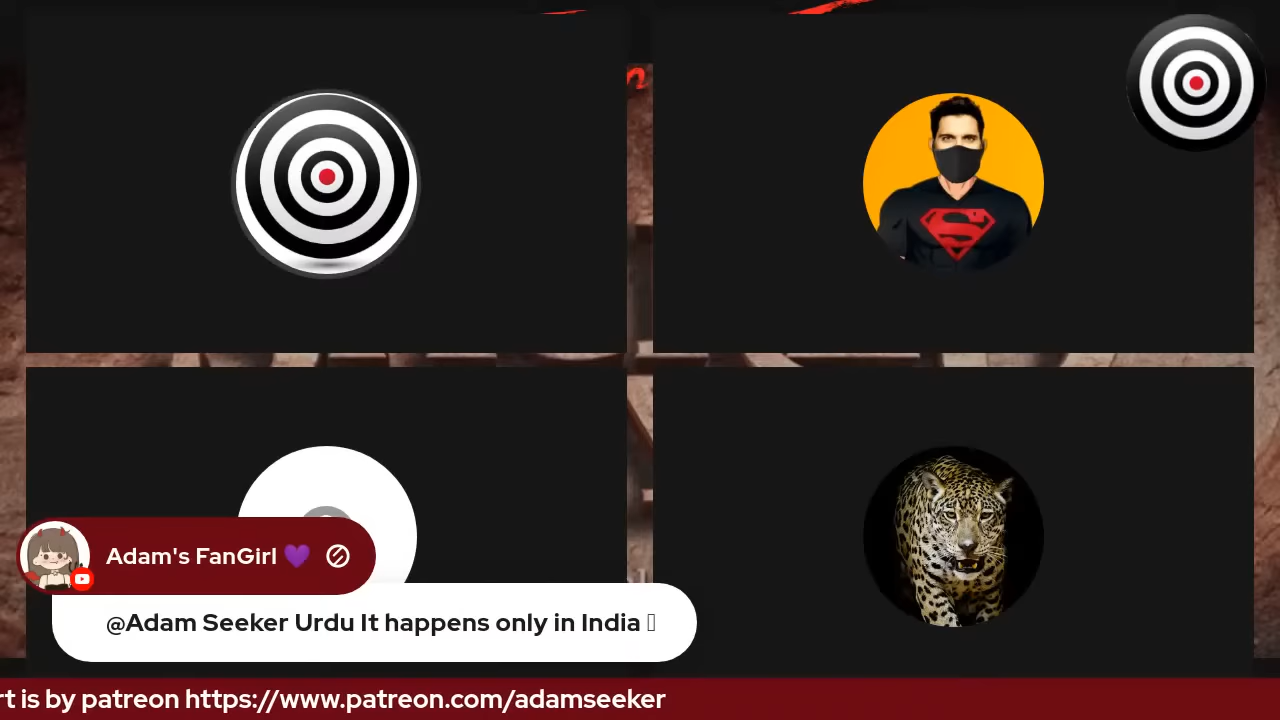 Adam's FanGirl 💜
@Adam Seeker Urdu It happens only in India
rt is by patreon https://www.patreon.com/adamseeker